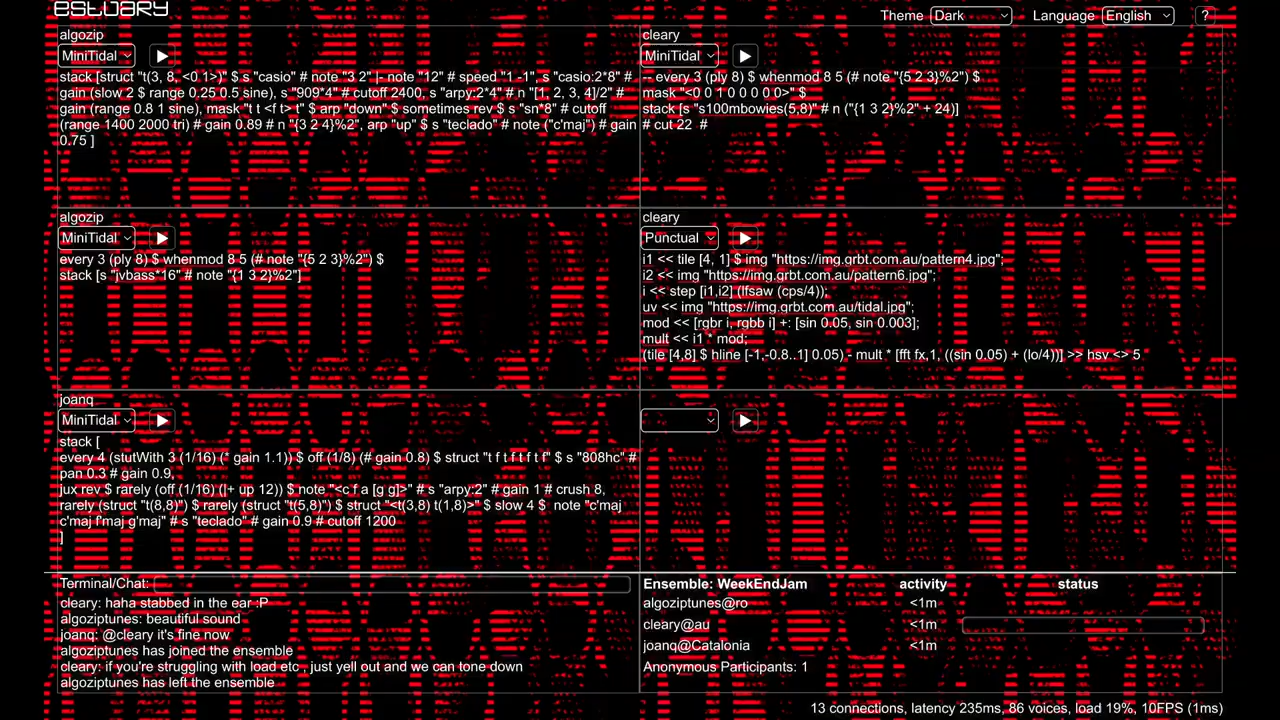 estuary
Theme Dark Language English ?
algozip
MiniTidal
stack [struct "t(3, 8, <0 1>)" $ s "casio" # note "3 2", |- note "12" # speed "1 -1", s "casio:2*8" #
gain (slow 2 $ range 0.25 0.5 sine), s "909*4" # cutoff 2400, s "arpy:2*4" # n "[1, 2, 3, 4]/2" #
gain (range 0.8 1 sine), mask "t t <f t> t" $ arp "down" $ sometimes rev $ s "sn*8" # cutoff
(range 1400 2000 tri) # gain 0.89 # n "{3 2 4}%2", arp "up" $ s "teclado" # note ("c'maj") # gain
0.75 ]
cleary
MiniTidal
-- every 3 (ply 8) $ whenmod 8 5 (# note "{5 2 3}%2") $
mask "<0 0 1 0 0 0 0 0>" $
stack [s "s100mbowies(5,8)" # n ("{1 3 2}%2" + 24)]
# cut 22 #
algozip
MiniTidal
every 3 (ply 8) $ whenmod 8 5 (# note "{5 2 3}%2") $
stack [s "jvbass*16" # note "{1 3 2}%2"]
cleary
Punctual
i1 << tile [4, 1] $ img "https://img.grbt.com.au/pattern4.jpg";
i2 << img "https://img.grbt.com.au/pattern6.jpg";
i << step [i1,i2] (lfsaw (cps/4));
uv << img "https://img.grbt.com.au/tidal.jpg";
mod << [rgbr i, rgbb i] +: [sin 0.05, sin 0.003];
mult << i1 * mod;
(tile [4,8] $ hline [-1,-0.8..1] 0.05) - mult * [fft fx,1, ((sin 0.05) + (lo/4))] >> hsv <> 5
joanq
MiniTidal
stack [
every 4 (stutWith 3 (1/16) (* gain 1.1)) $ off (1/8) (# gain 0.8) $ struct "t f t f f t f" $ s "808hc" #
pan 0.3 # gain 0.9,
jux rev $ rarely (off (1/16) (|+ up 12)) $ note "<c f a [g g]>" # s "arpy:2" # gain 1 # crush 8,
rarely (struct "t(8,8)") $ rarely (struct "t(5,8)") $ struct "<t(3,8) t(1,8)>" $ slow 4 $ note "c'maj
c'maj f'maj g'maj" # s "teclado" # gain 0.9 # cutoff 1200
]
Terminal/Chat:
cleary: haha stabbed in the ear :P
algoziptunes: beautiful sound
joanq: @cleary it's fine now
algoziptunes has joined the ensemble
cleary: if you're struggling with load etc , just yell out and we can tone down
algoziptunes has left the ensemble
Ensemble: WeekEndJam activity status
algoziptunes@ro <1m
cleary@au <1m
joanq@Catalonia <1m
Anonymous Participants: 1
13 connections, latency 235ms, 86 voices, load 19%, 10FPS (1ms)